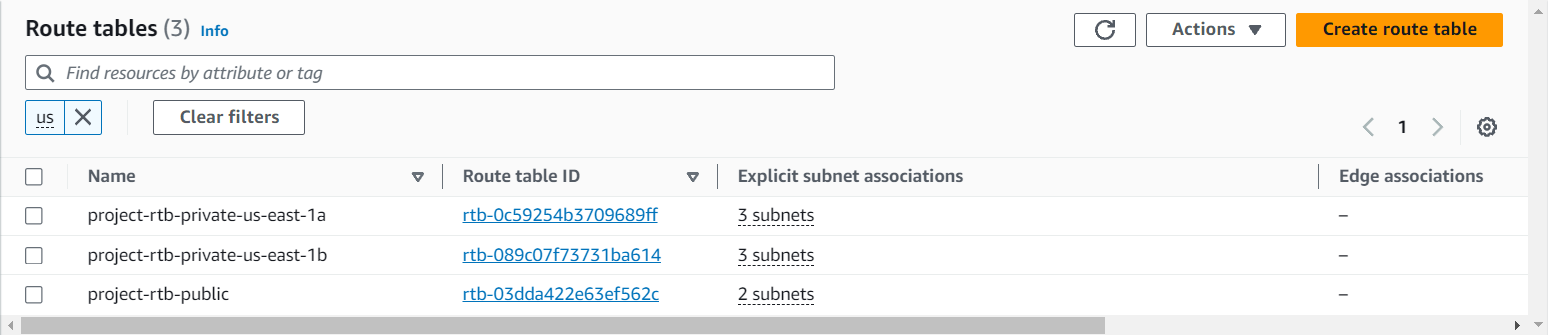 Route tables (3) Info
Actions
Create route table
Find resources by attribute or tag
us
Clear filters
1
Name Route table ID Explicit subnet associations Edge associations
project-rtb-private-us-east-1a rtb-0c59254b3709689ff 3 subnets –
project-rtb-private-us-east-1b rtb-089c07f73731ba614 3 subnets –
project-rtb-public rtb-03dda422e63ef562c 2 subnets –